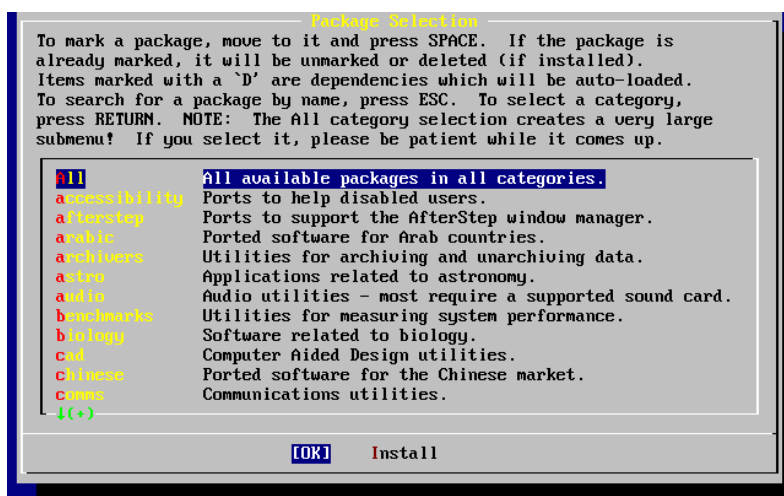 Package Selection
To mark a package, move to it and press SPACE.  If the package is
already marked, it will be unmarked or deleted (if installed).
Items marked with a `D' are dependencies which will be auto-loaded.
To search for a package by name, press ESC.  To select a category,
press RETURN.  NOTE:  The All category selection creates a very large
submenu!  If you select it, please be patient while it comes up.
All All available packages in all categories.
accessibility Ports to help disabled users.
afterstep Ports to support the AfterStep window manager.
arabic Ported software for Arab countries.
archivers Utilities for archiving and unarchiving data.
astro Applications related to astronomy.
audio Audio utilities - most require a supported sound card.
benchmarks Utilities for measuring system performance.
biology Software related to biology.
cad Computer Aided Design utilities.
chinese Ported software for the Chinese market.
comms Communications utilities.
↓(+)
[OK] Install